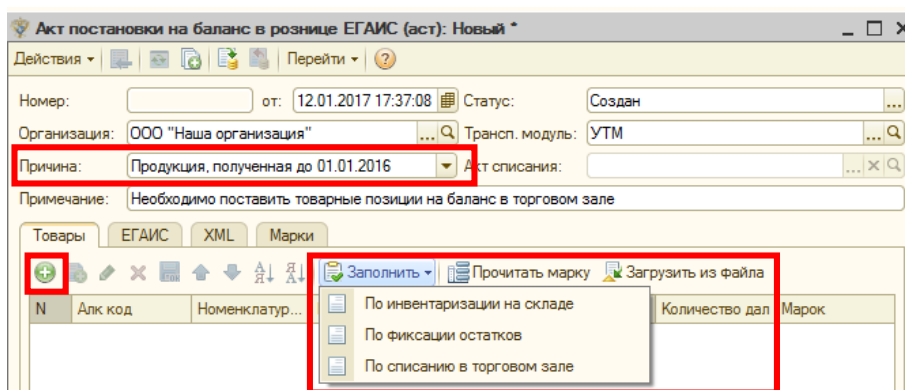 Акт постановки на баланс в рознице ЕГАИС (аст): Новый *
Действия Перейти
Номер: от: 12.01.2017 17:37:08 Статус: Создан
Организация: ООО "Наша организация" Трансп. модуль: УТМ
Причина: Продукция, полученная до 01.01.2016 Акт списания:
Примечание: Необходимо поставить товарные позиции на баланс в торговом зале
Товары ЕГАИС XML Марки
Заполнить Прочитать марку Загрузить из файла
N Алк код Номенклатур... Количество дал Марок
По инвентаризации на складе
По фиксации остатков
По списанию в торговом зале